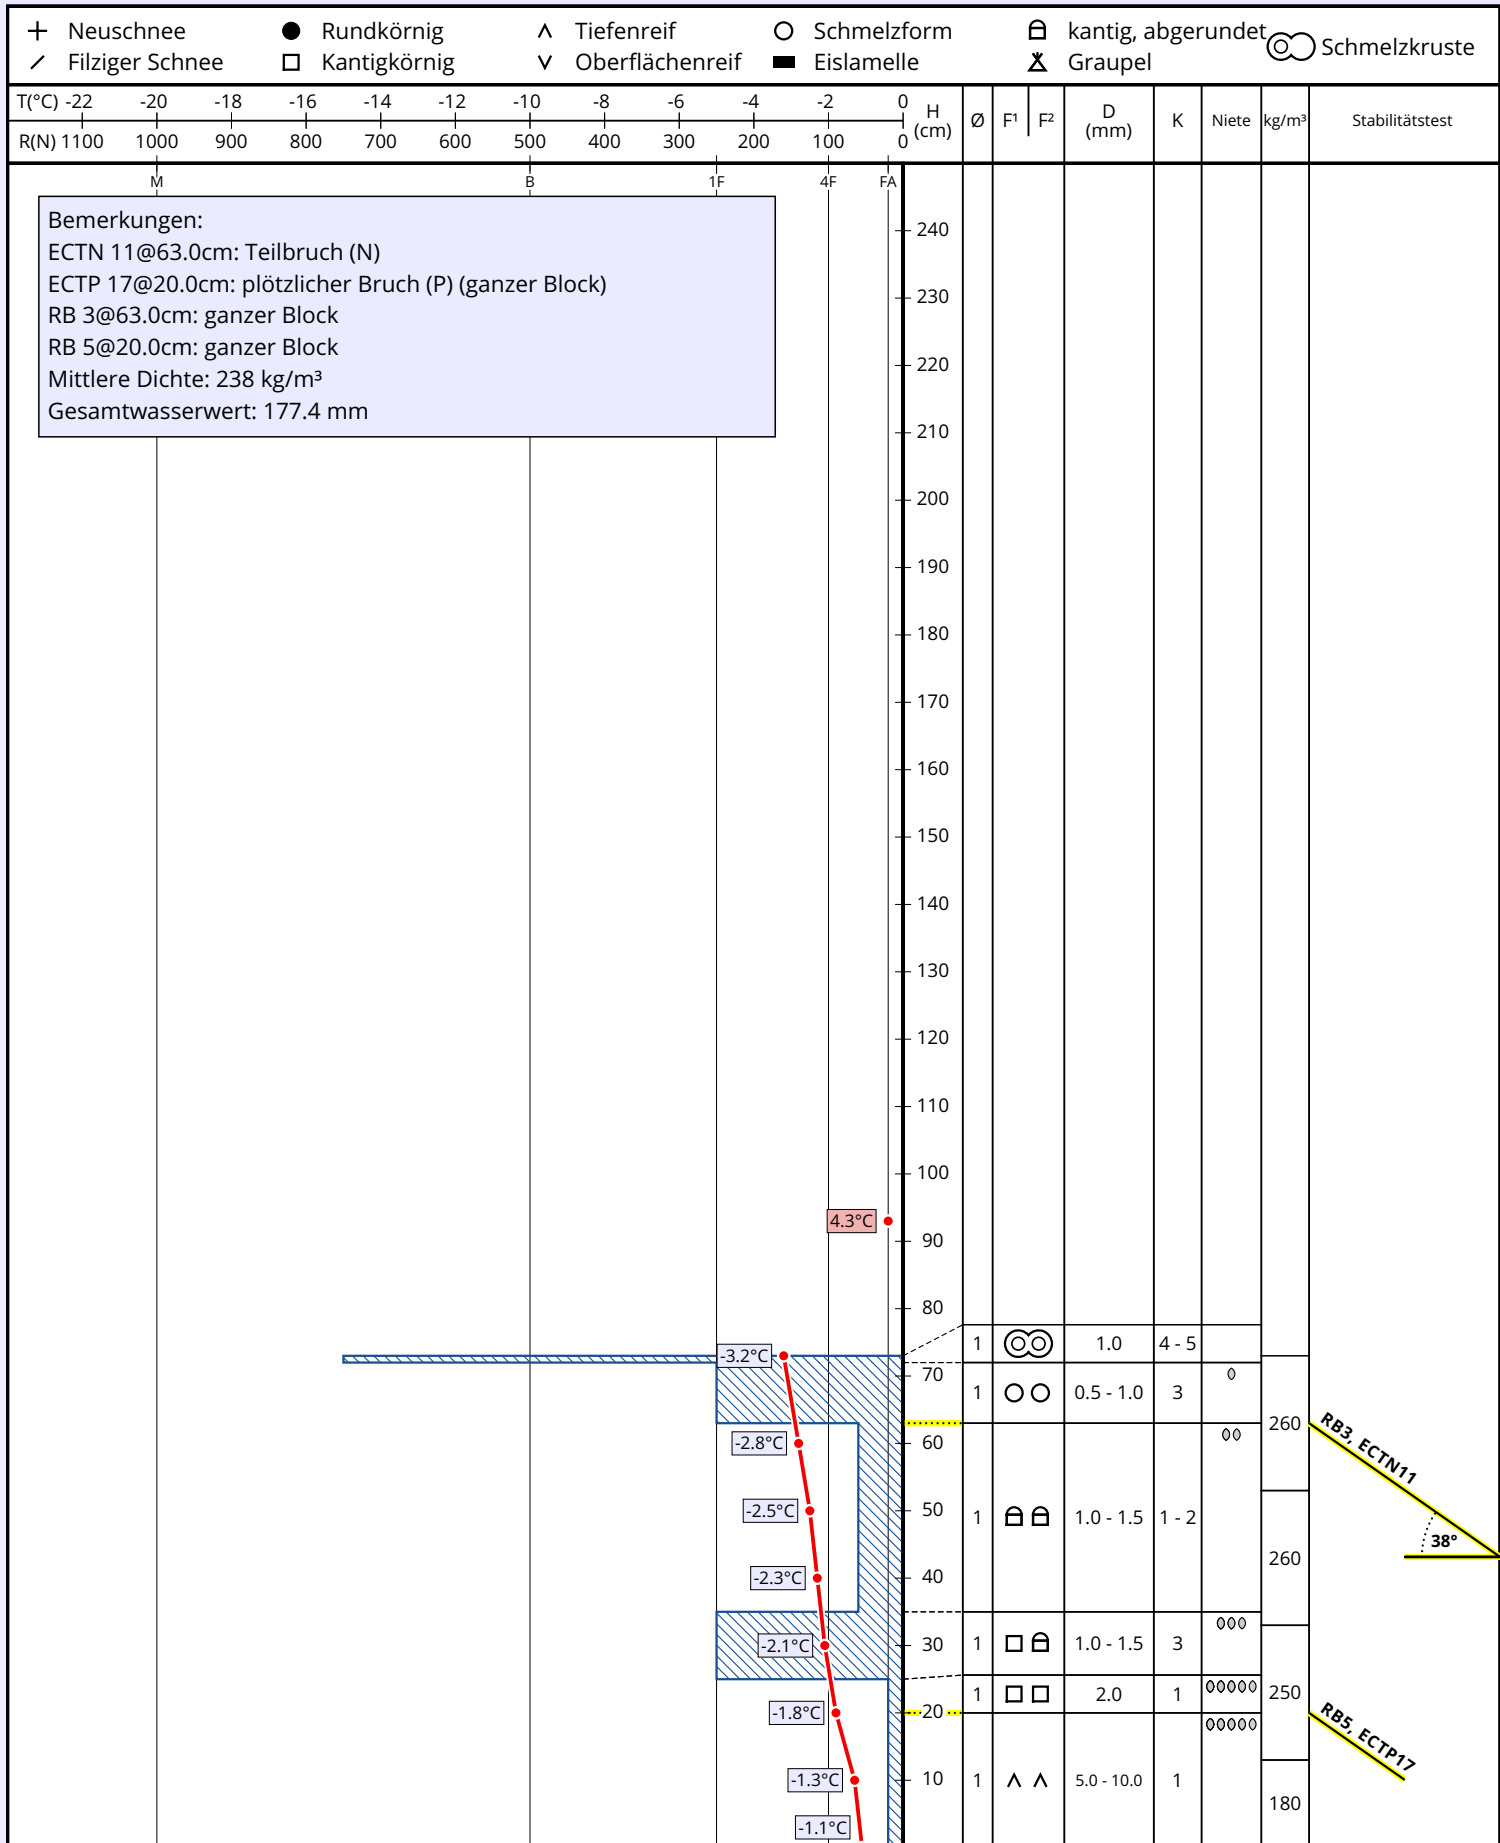 Neuschnee Rundkörnig Tiefenreif Schmelzform kantig, abgerundet Schmelzkruste
Filziger Schnee Kantigkörnig Oberflächenreif Eislamelle Graupel
T(°C) -22 -20 -18 -16 -14 -12 -10 -8 -6 -4 -2 0
R(N) 1100 1000 900 800 700 600 500 400 300 200 100 0
H (cm) Ø F¹ F² D (mm) K Niete kg/m³ Stabilitätstest
M B 1F 4F FA
Bemerkungen:
ECTN 11@63.0cm: Teilbruch (N)
ECTP 17@20.0cm: plötzlicher Bruch (P) (ganzer Block)
RB 3@63.0cm: ganzer Block
RB 5@20.0cm: ganzer Block
Mittlere Dichte: 238 kg/m³
Gesamtwasserwert: 177.4 mm
240
230
220
210
200
190
180
170
160
150
140
130
120
110
100
4.3°C
90
80
1 1.0 4 - 5
-3.2°C
70
1 0.5 - 1.0 3
260
RB3, ECTN11
-2.8°C 60
-2.5°C 50
1 1.0 - 1.5 1 - 2
38°
260
-2.3°C 40
-2.1°C 30
1 1.0 - 1.5 3
1 2.0 1
250
-1.8°C 20
RB5, ECTP17
-1.3°C 10
1 5.0 - 10.0 1
180
-1.1°C